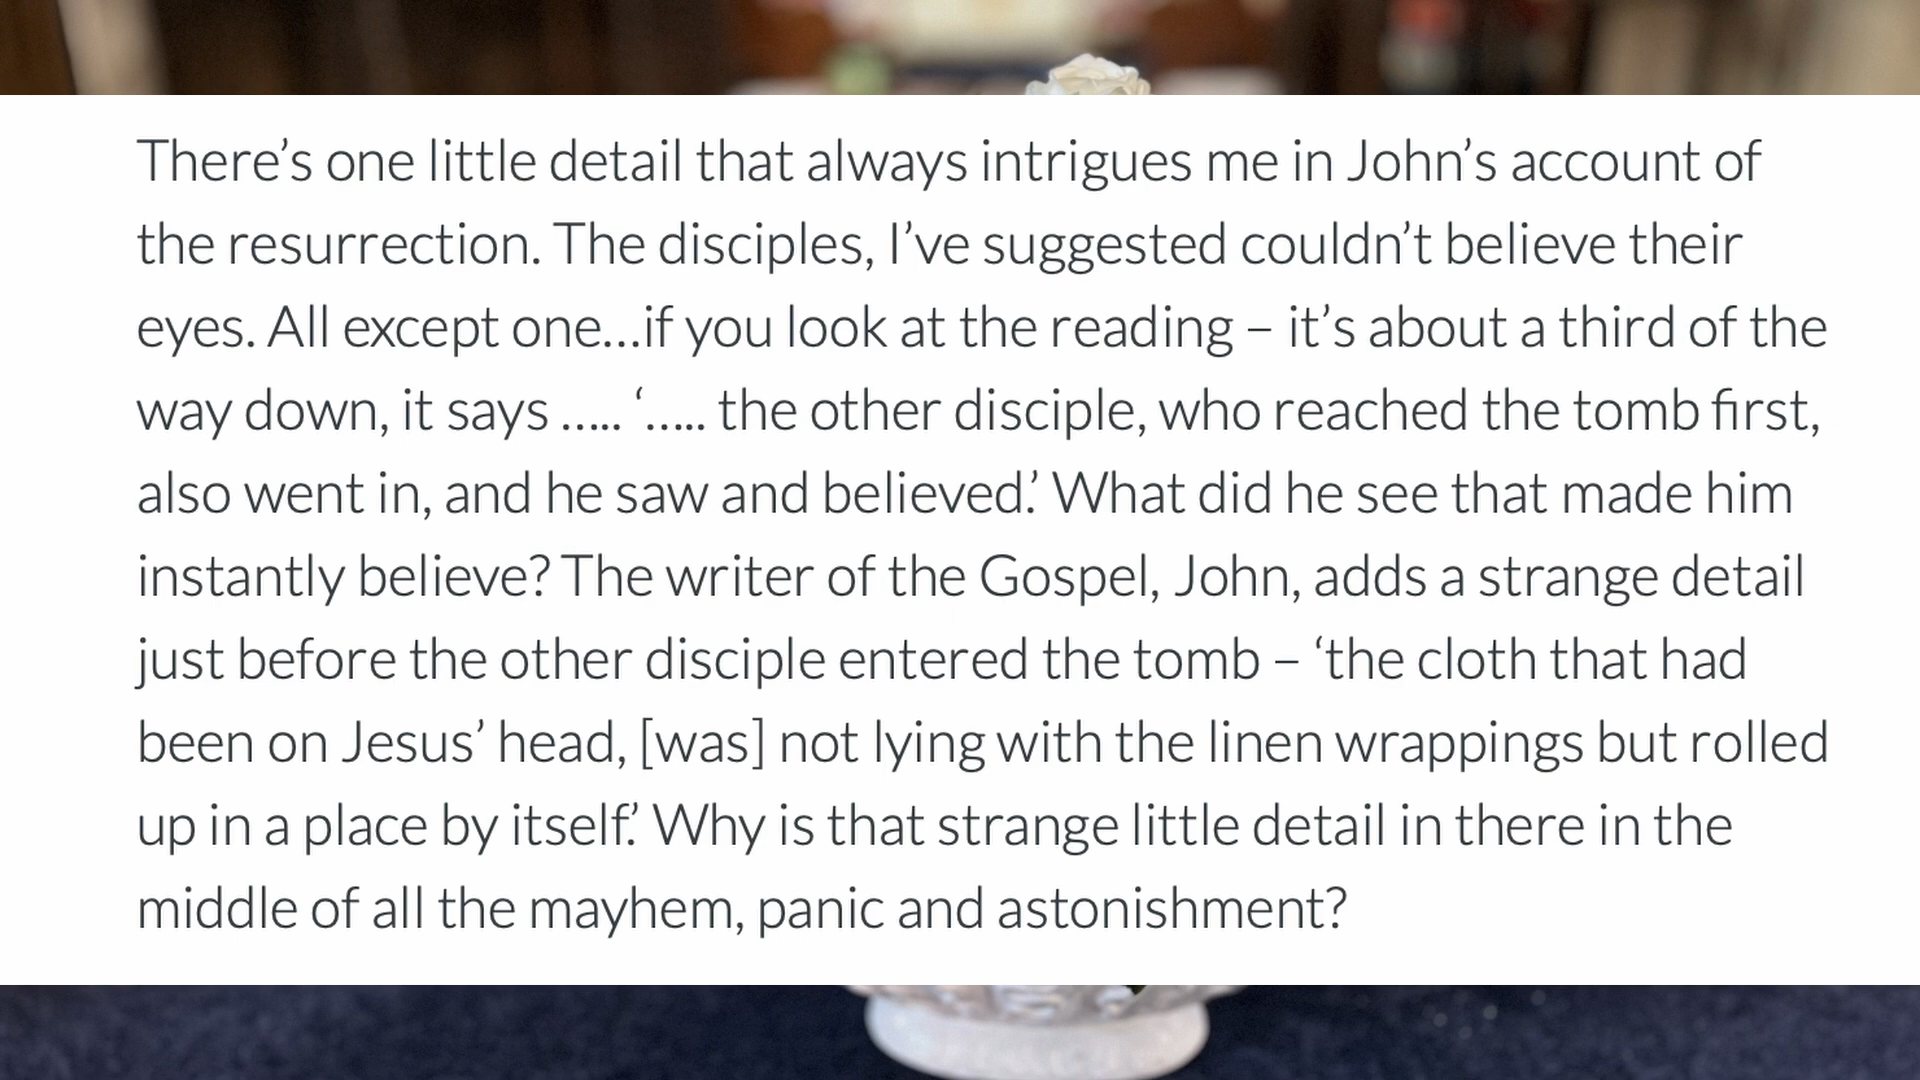 There’s one little detail that always intrigues me in John’s account of
the resurrection. The disciples, I’ve suggested couldn’t believe their
eyes. All except one…if you look at the reading – it’s about a third of the
way down, it says ….. ‘….. the other disciple, who reached the tomb first,
also went in, and he saw and believed.’ What did he see that made him
instantly believe? The writer of the Gospel, John, adds a strange detail
just before the other disciple entered the tomb – ‘the cloth that had
been on Jesus’ head, [was] not lying with the linen wrappings but rolled
up in a place by itself.’ Why is that strange little detail in there in the
middle of all the mayhem, panic and astonishment?